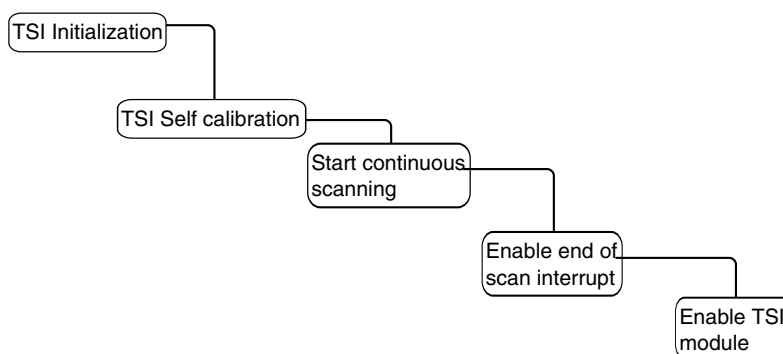 TSI Initialization
TSI Self calibration
Start continuous
scanning
Enable end of
scan interrupt
Enable TSI
module